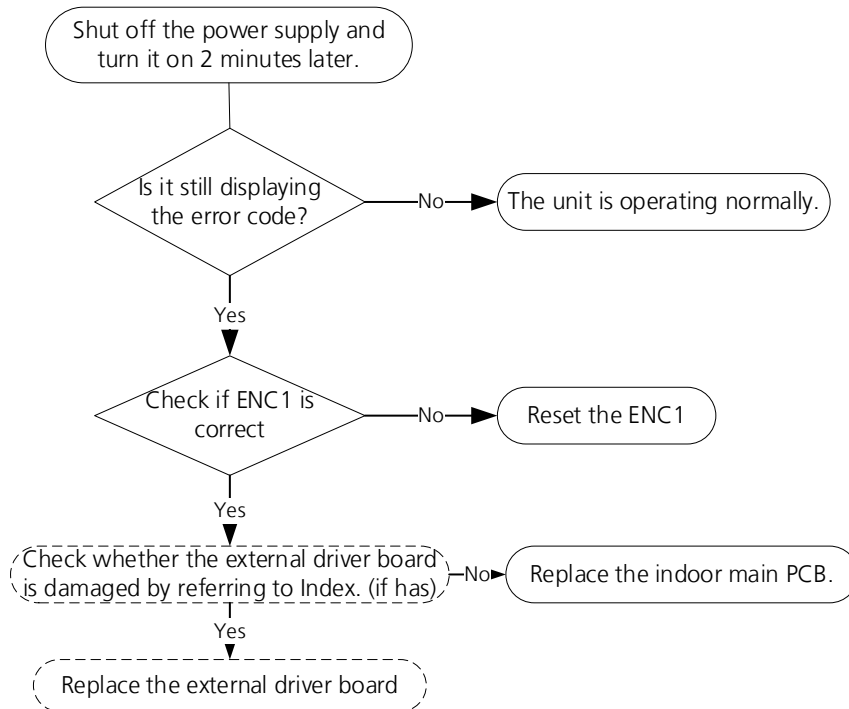 Shut off the power supply and
turn it on 2 minutes later.
Is it still displaying
the error code?
No
The unit is operating normally.
Yes
Check if ENC1 is
correct
No
Reset the ENC1
Yes
Check whether the external driver board
is damaged by referring to Index. (if has)
No
Replace the indoor main PCB.
Yes
Replace the external driver board